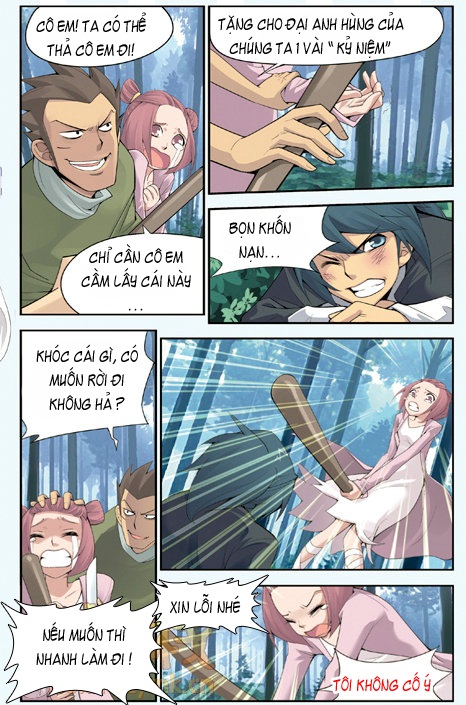 CÔ EM! TA CÓ THỂ
THẢ CÔ EM ĐI!
CHỈ CẦN CÔ EM
CẦM LẤY CÁI NÀY
...
TẶNG CHO ĐẠI ANH HÙNG CỦA
CHÚNG TA 1 VÀI “ KỶ NIỆM”
BỌN KHỐN
NẠN...
KHÓC CÁI GÌ, CÓ
MUỐN RỜI ĐI
KHÔNG HẢ ?
NẾU MUỐN THÌ
NHANH LÀM ĐI !
XIN LỖI NHÉ
TÔI KHÔNG CỐ Ý